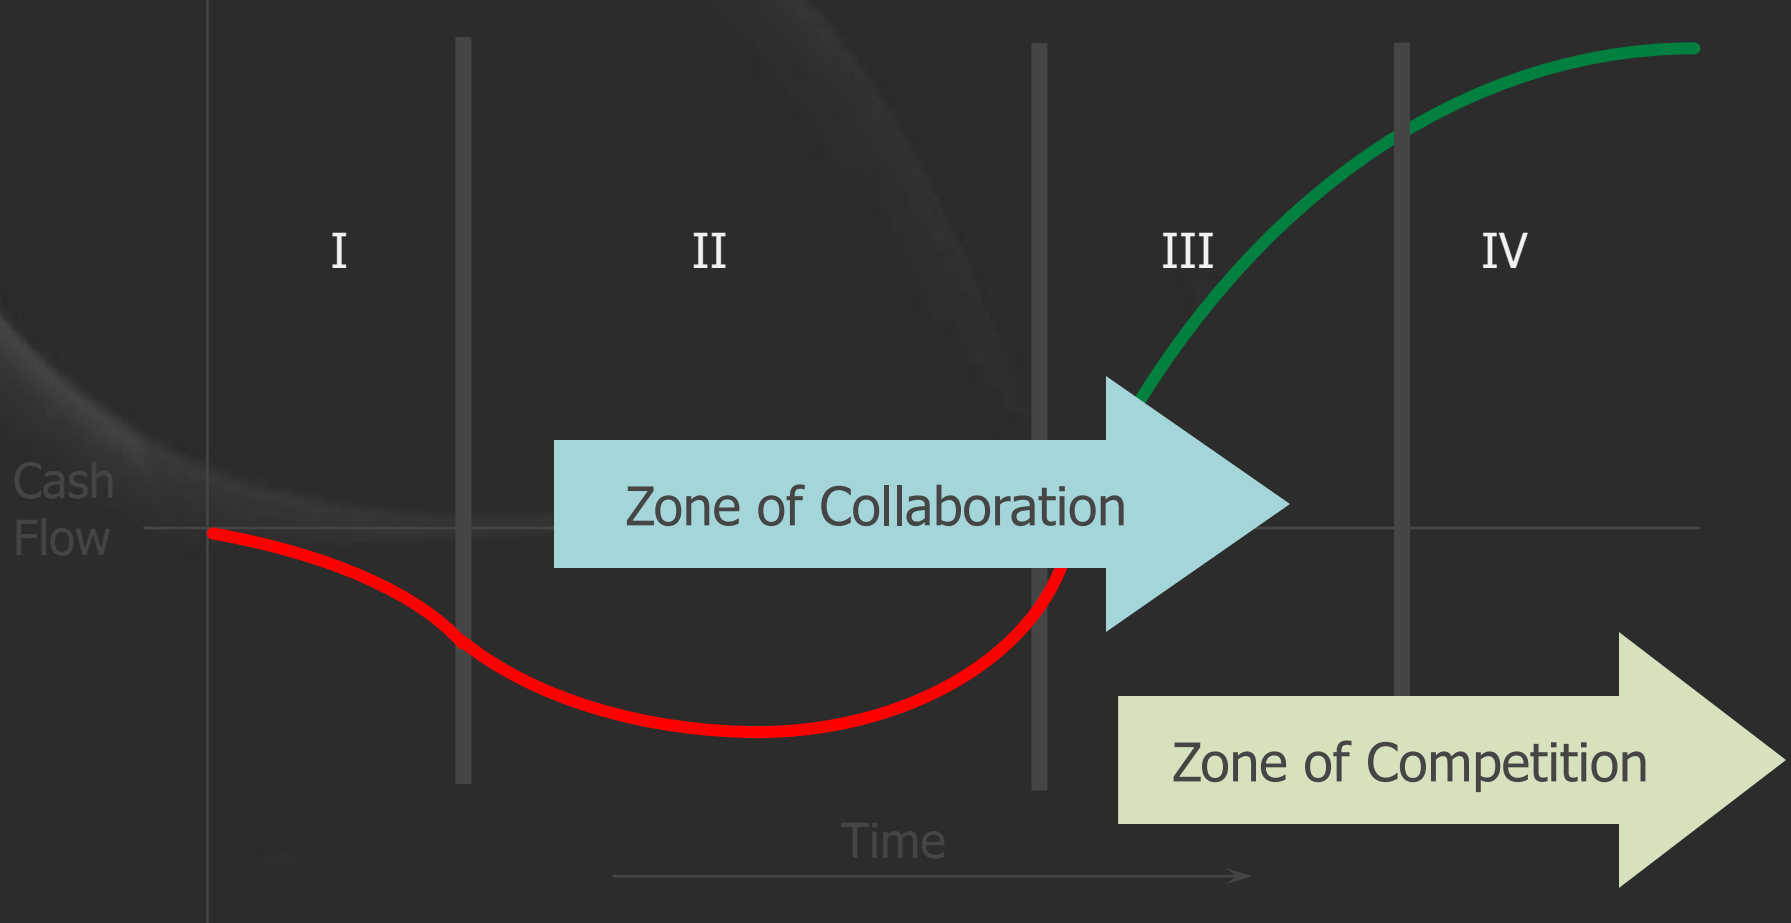 I
II
III
IV
Cash
Flow
Zone of Collaboration
Zone of Competition
Time